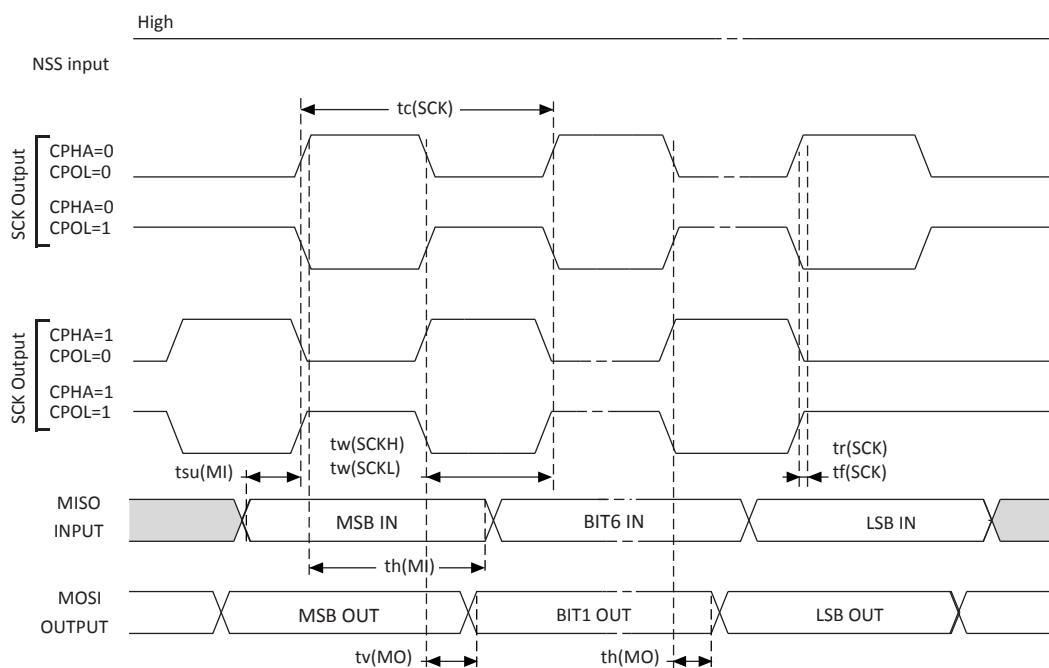 High
NSS input
tc(SCK)
SCK Output
CPHA=0
CPOL=0
CPHA=0
CPOL=1
SCK Output
CPHA=1
CPOL=0
CPHA=1
CPOL=1
tsu(MI)
tw(SCKH)
tw(SCKL)
tr(SCK)
tf(SCK)
MISO
INPUT
MSB IN
BIT6 IN
LSB IN
th(MI)
MOSI
OUTPUT
MSB OUT
BIT1 OUT
LSB OUT
tv(MO)
th(MO)